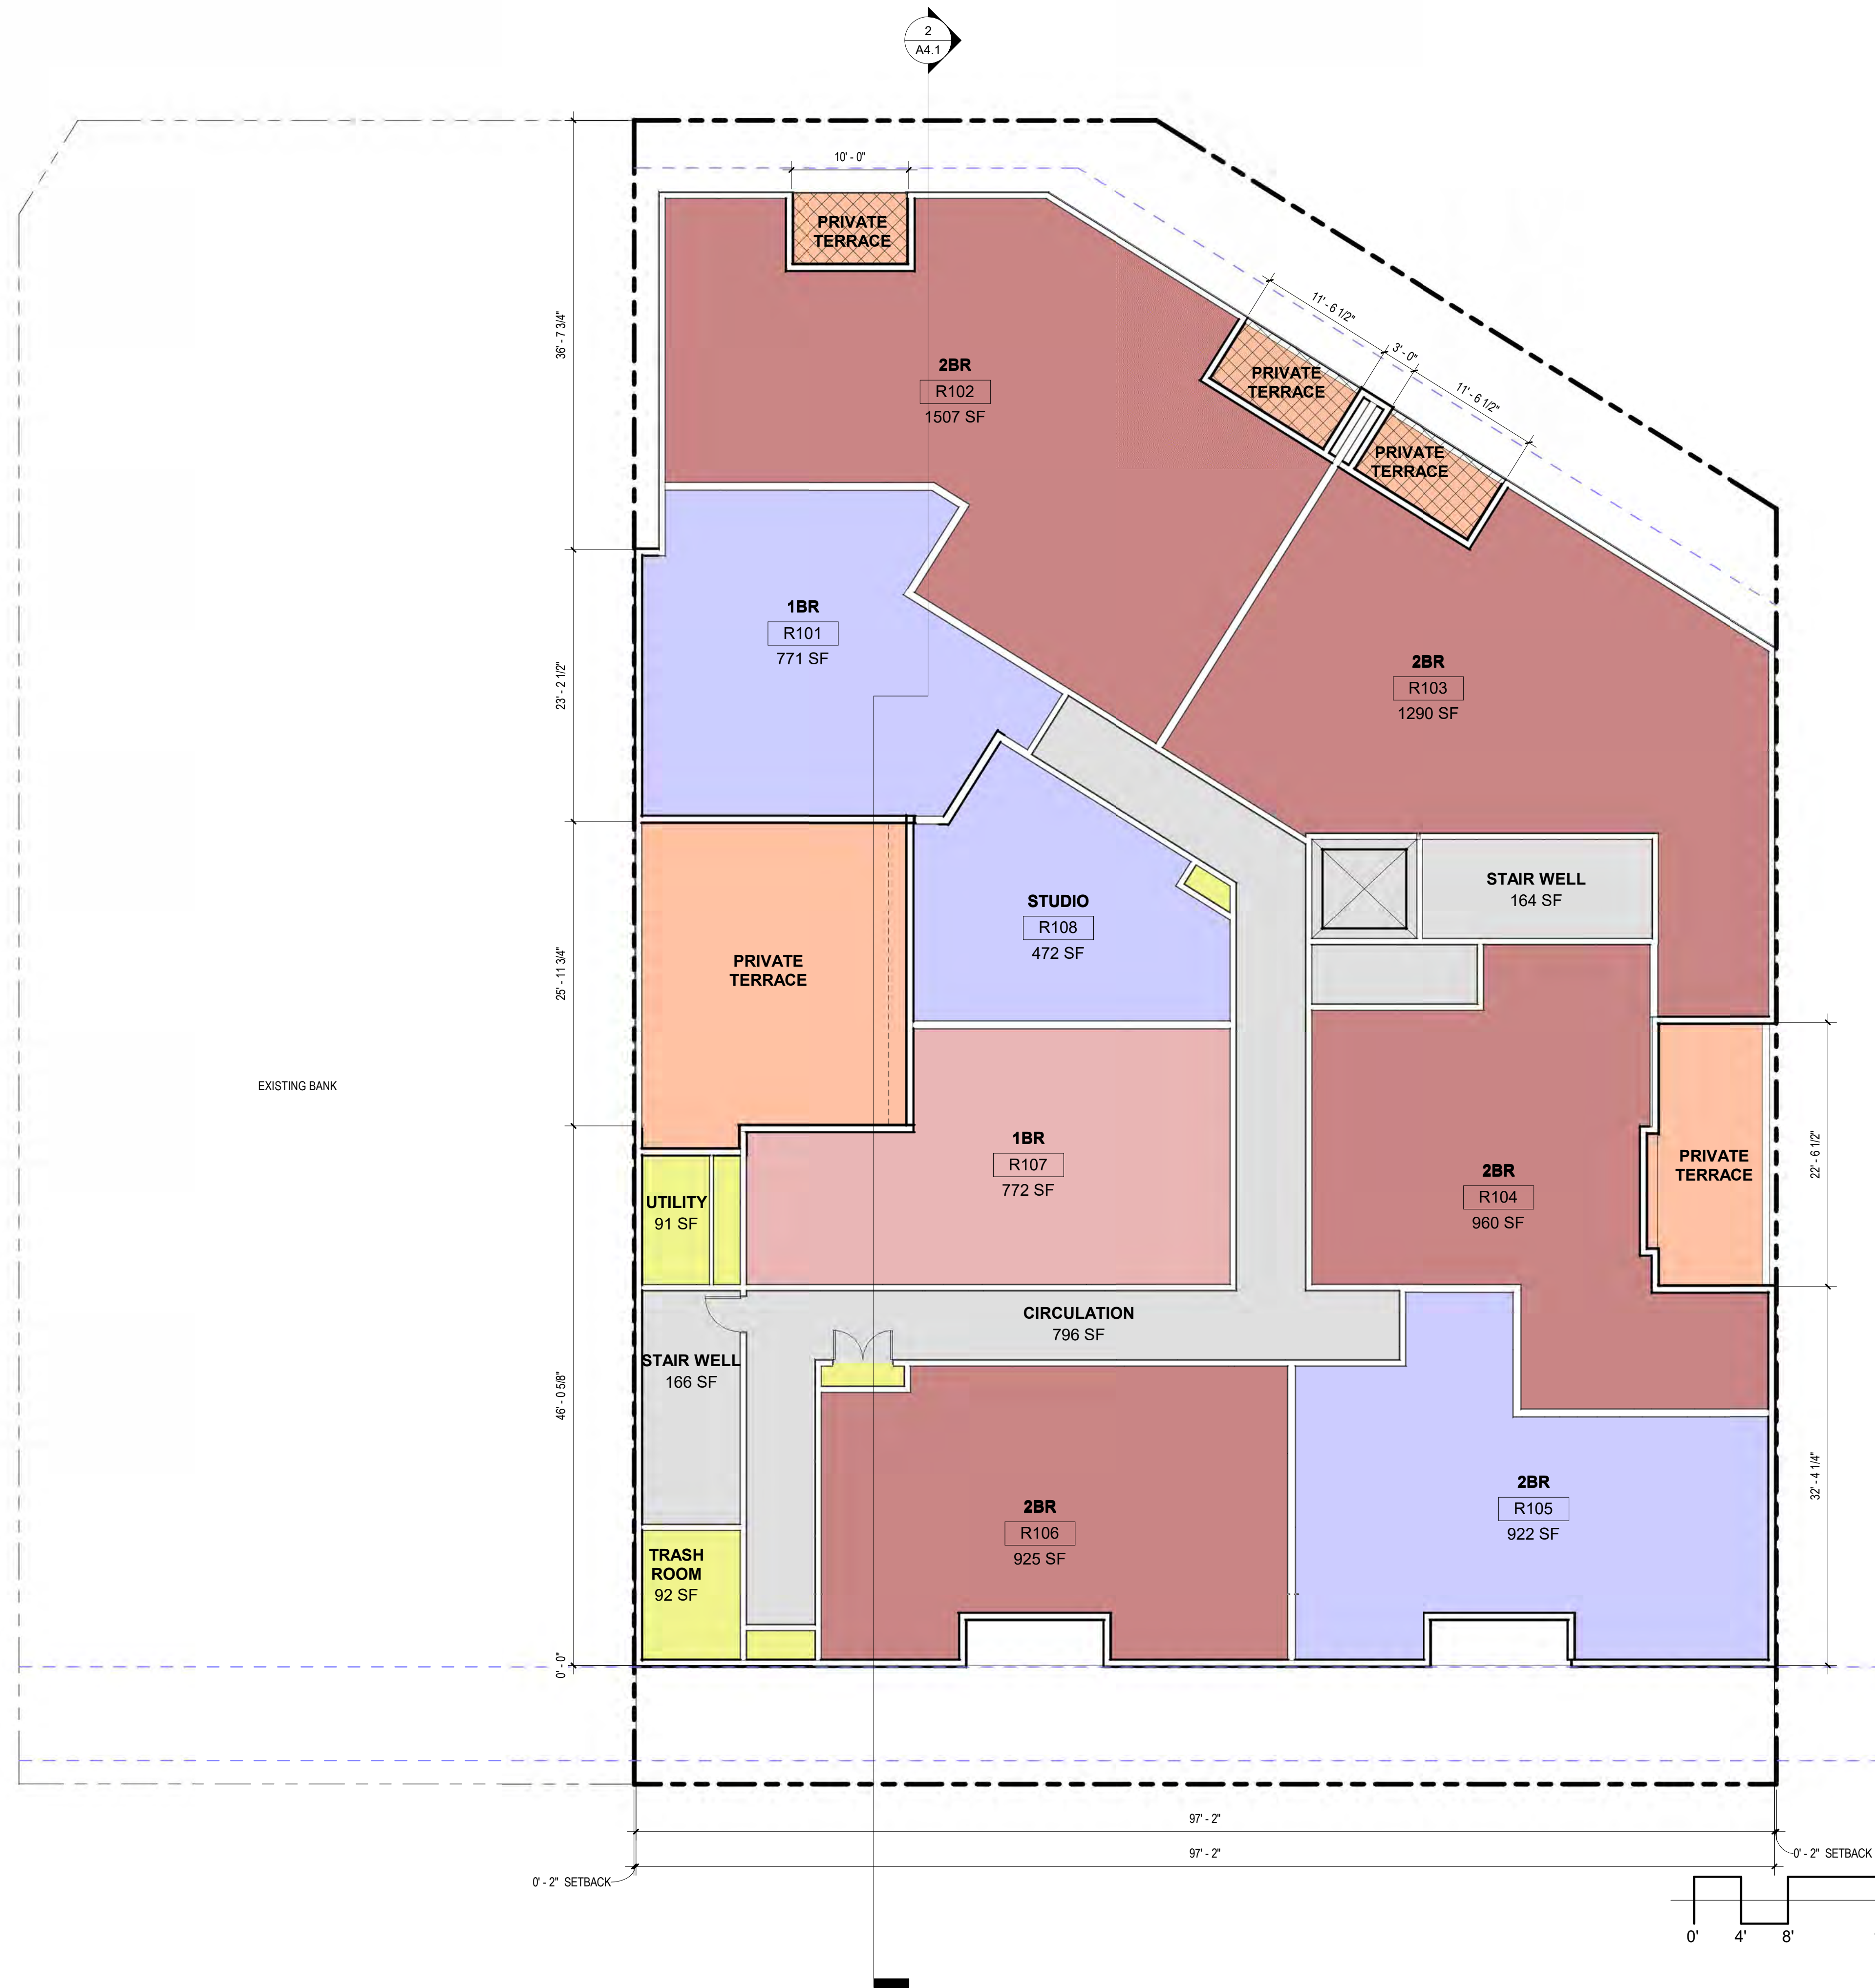 2
A4.1
10' - 0"
PRIVATE
TERRACE
36' - 7 3/4"
11' - 6 1/2"
3' - 0"
11' - 6 1/2"
PRIVATE
TERRACE
PRIVATE
TERRACE
2BR
R102
1507 SF
1BR
R101
771 SF
23' - 2 1/2"
2BR
R103
1290 SF
STAIR WELL
164 SF
STUDIO
R108
472 SF
PRIVATE
TERRACE
25' - 11 3/4"
EXISTING BANK
1BR
R107
772 SF
2BR
R104
960 SF
PRIVATE
TERRACE
22' - 6 1/2"
UTILITY
91 SF
CIRCULATION
796 SF
STAIR WELL
166 SF
46' - 0 5/8"
32' - 4 1/4"
2BR
R105
922 SF
2BR
R106
925 SF
TRASH
ROOM
92 SF
0' - 0"
97' - 2"
97' - 2"
0' - 2" SETBACK
0' - 2" SETBACK
0' 4' 8'